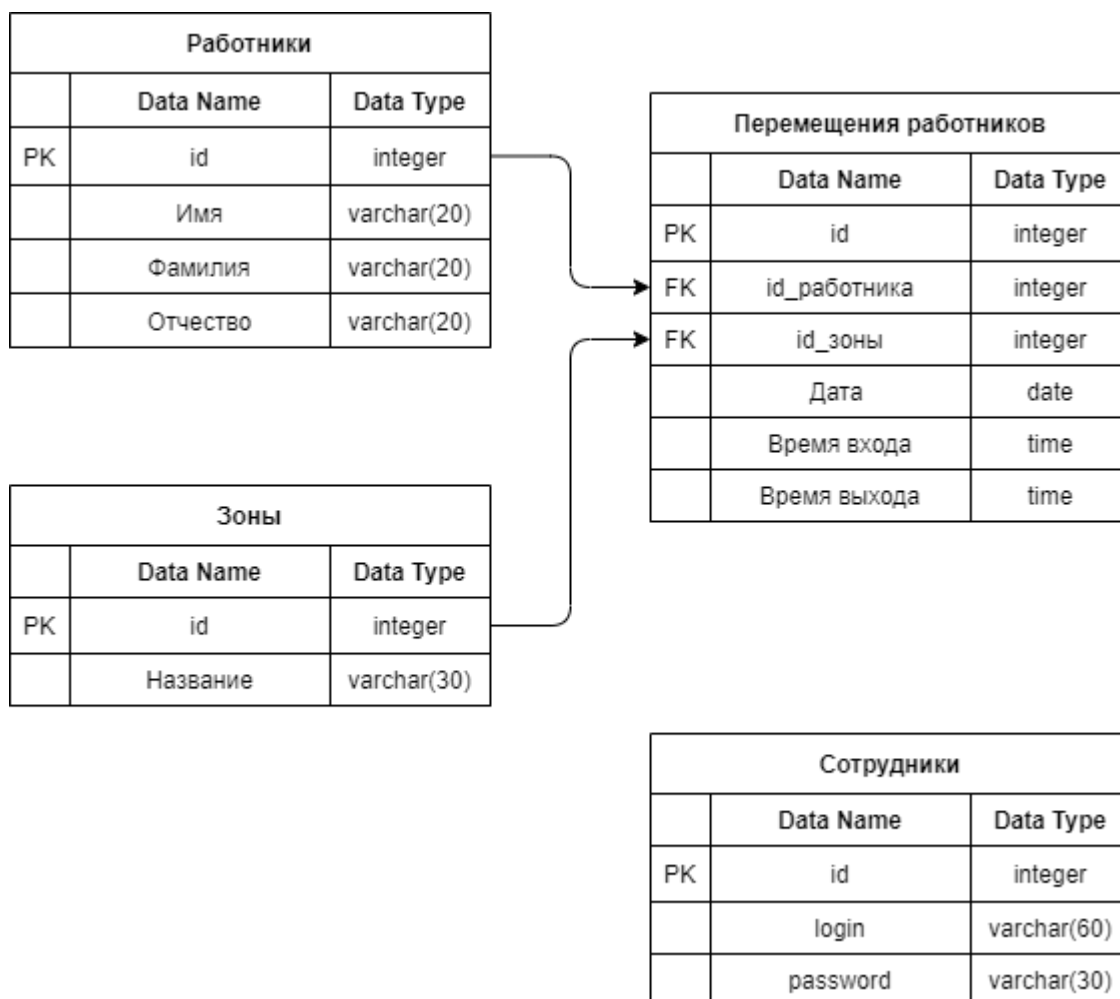 Работники
Data Name Data Type
PK id integer
Имя varchar(20)
Фамилия varchar(20)
Отчество varchar(20)
Перемещения работников
Data Name Data Type
PK id integer
FK id_работника integer
FK id_зоны integer
Дата date
Время входа time
Время выхода time
Зоны
Data Name Data Type
PK id integer
Название varchar(30)
Сотрудники
Data Name Data Type
PK id integer
login varchar(60)
password varchar(30)